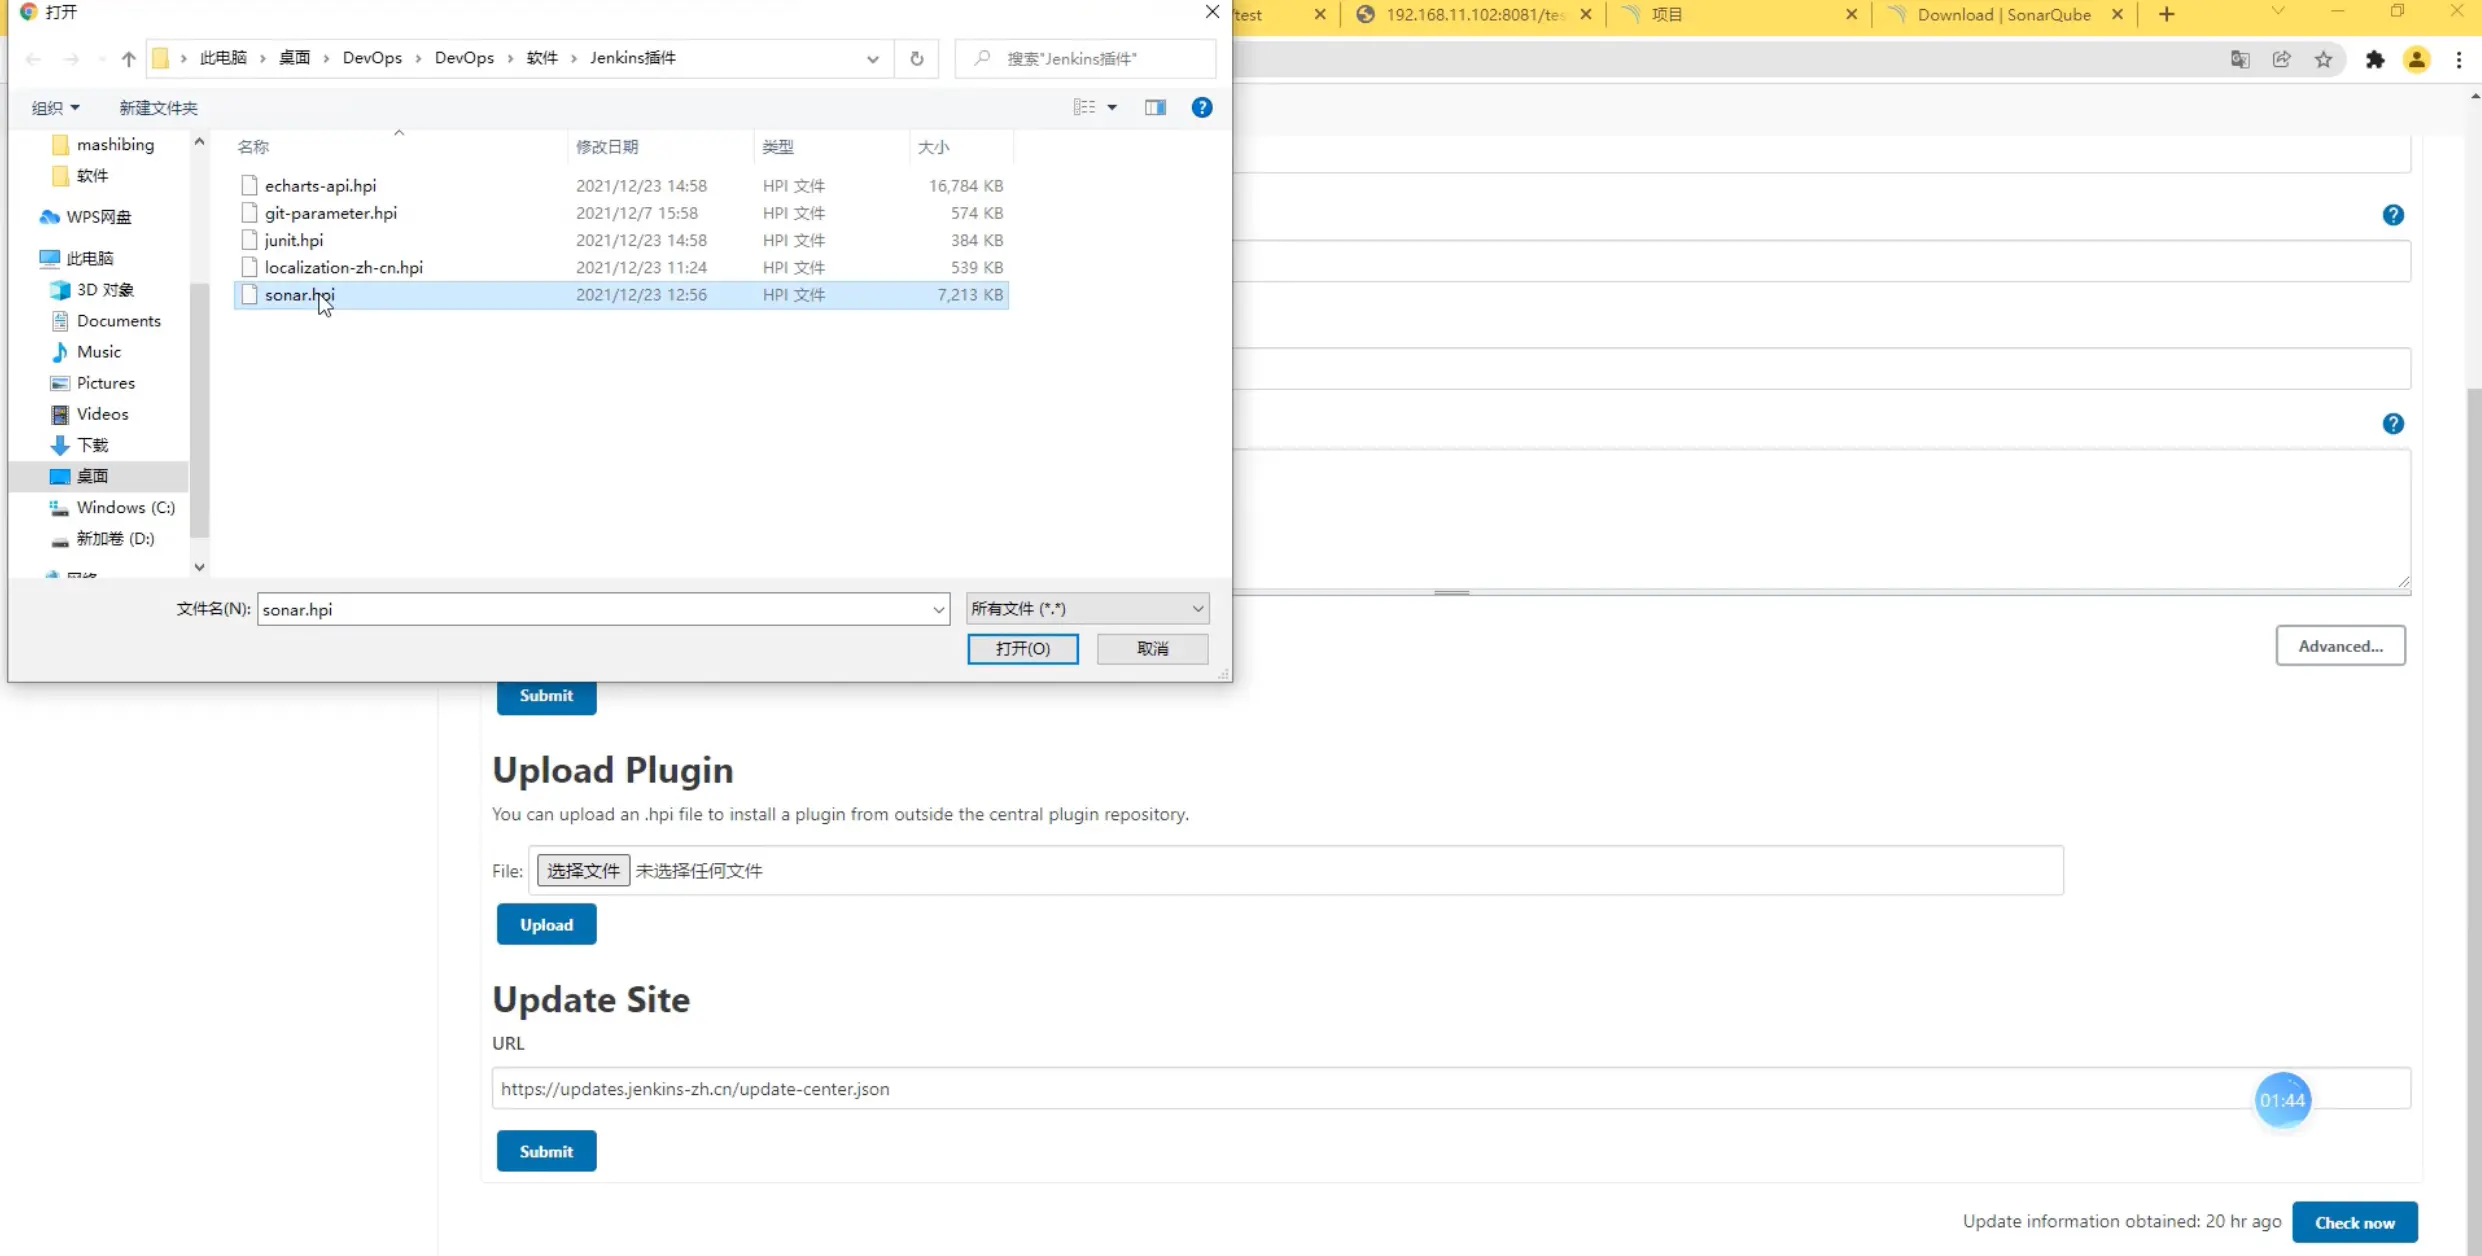 打开
/test
192.168.11.102:8081/tes
项目
Download | SonarQube
此电脑 › 桌面 › DevOps › DevOps › 软件 › Jenkins插件
搜索"Jenkins插件"
组织
新建文件夹
mashibing
软件
WPS网盘
此电脑
3D 对象
Documents
Music
Pictures
Videos
下载
桌面
Windows (C:)
新加卷 (D:)
网络
名称 修改日期 类型 大小
echarts-api.hpi 2021/12/23 14:58 HPI 文件 16,784 KB
git-parameter.hpi 2021/12/7 15:58 HPI 文件 574 KB
junit.hpi 2021/12/23 14:58 HPI 文件 384 KB
localization-zh-cn.hpi 2021/12/23 11:24 HPI 文件 539 KB
sonar.hpi 2021/12/23 12:56 HPI 文件 7,213 KB
文件名(N): sonar.hpi
所有文件 (*.*)
打开(O)
取消
Advanced...
Submit
Upload Plugin
You can upload an .hpi file to install a plugin from outside the central plugin repository.
File: 选择文件 未选择任何文件
Upload
Update Site
URL
https://updates.jenkins-zh.cn/update-center.json
01:44
Submit
Update information obtained: 20 hr ago
Check now